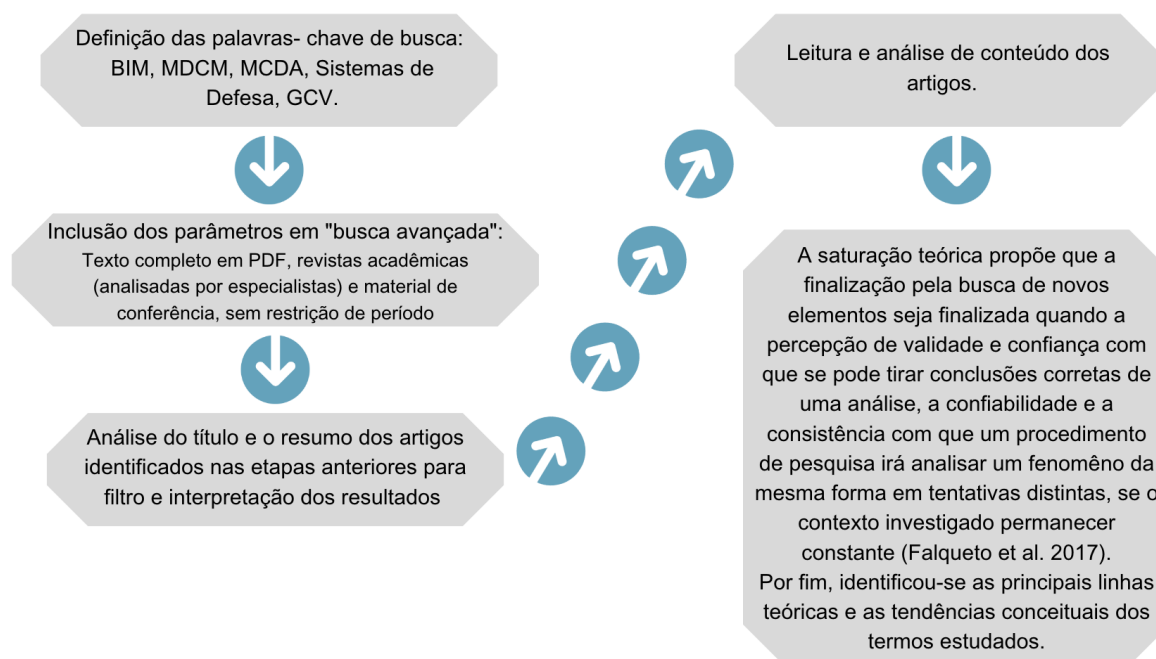 Definição das palavras- chave de busca:
BIM, MDCM, MCDA, Sistemas de
Defesa, GCV.
Inclusão dos parâmetros em "busca avançada":
Texto completo em PDF, revistas acadêmicas
(analisadas por especialistas) e material de
conferência, sem restrição de período
Análise do título e o resumo dos artigos
identificados nas etapas anteriores para
filtro e interpretação dos resultados
Leitura e análise de conteúdo dos
artigos.
A saturação teórica propõe que a
finalização pela busca de novos
elementos seja finalizada quando a
percepção de validade e confiança com
que se pode tirar conclusões corretas de
uma análise, a confiabilidade e a
consistência com que um procedimento
de pesquisa irá analisar um fenomêno da
mesma forma em tentativas distintas, se o
contexto investigado permanecer
constante (Falqueto et al. 2017).
Por fim, identificou-se as principais linhas
teóricas e as tendências conceituais dos
termos estudados.